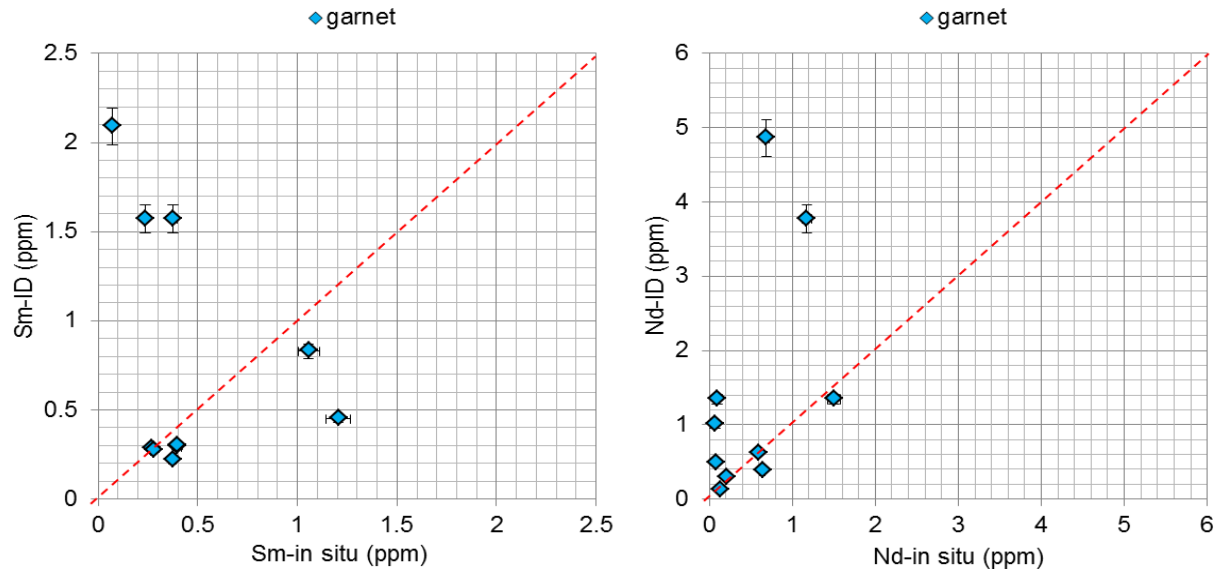 garnet
2.5
2
1.5
1
0.5
0
0 0.5 1 1.5 2 2.5
Sm-ID (ppm)
Sm-in situ (ppm)
garnet
6
5
4
3
2
1
0
0 1 2 3 4 5 6
Nd-ID (ppm)
Nd-in situ (ppm)